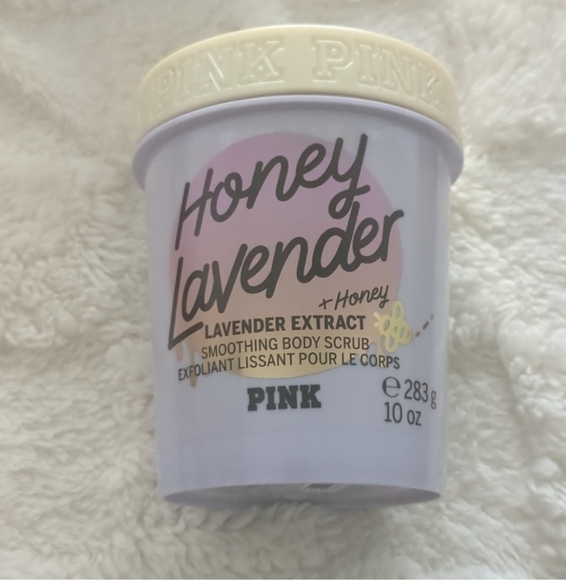 PINK PINK
Honey
Lavender
+ Honey
LAVENDER EXTRACT
SMOOTHING BODY SCRUB
EXFOLIANT LISSANT POUR LE CORPS
PINK
℮ 283 g
10 oz